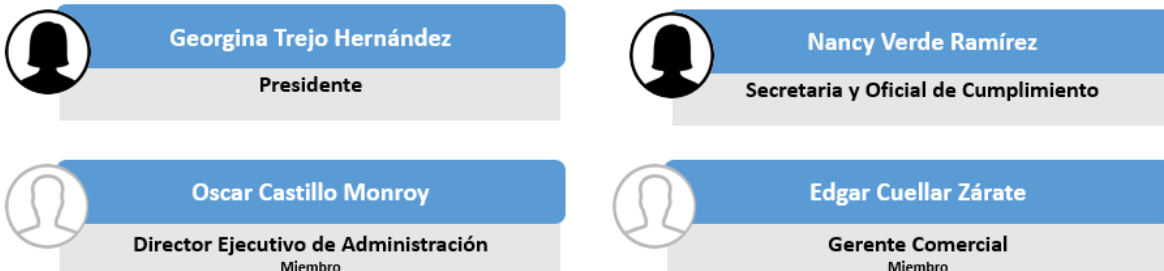 Georgina Trejo Hernández
Presidente
Nancy Verde Ramírez
Secretaria y Oficial de Cumplimiento
Oscar Castillo Monroy
Director Ejecutivo de Administración
Miembro
Edgar Cuellar Zárate
Gerente Comercial
Miembro